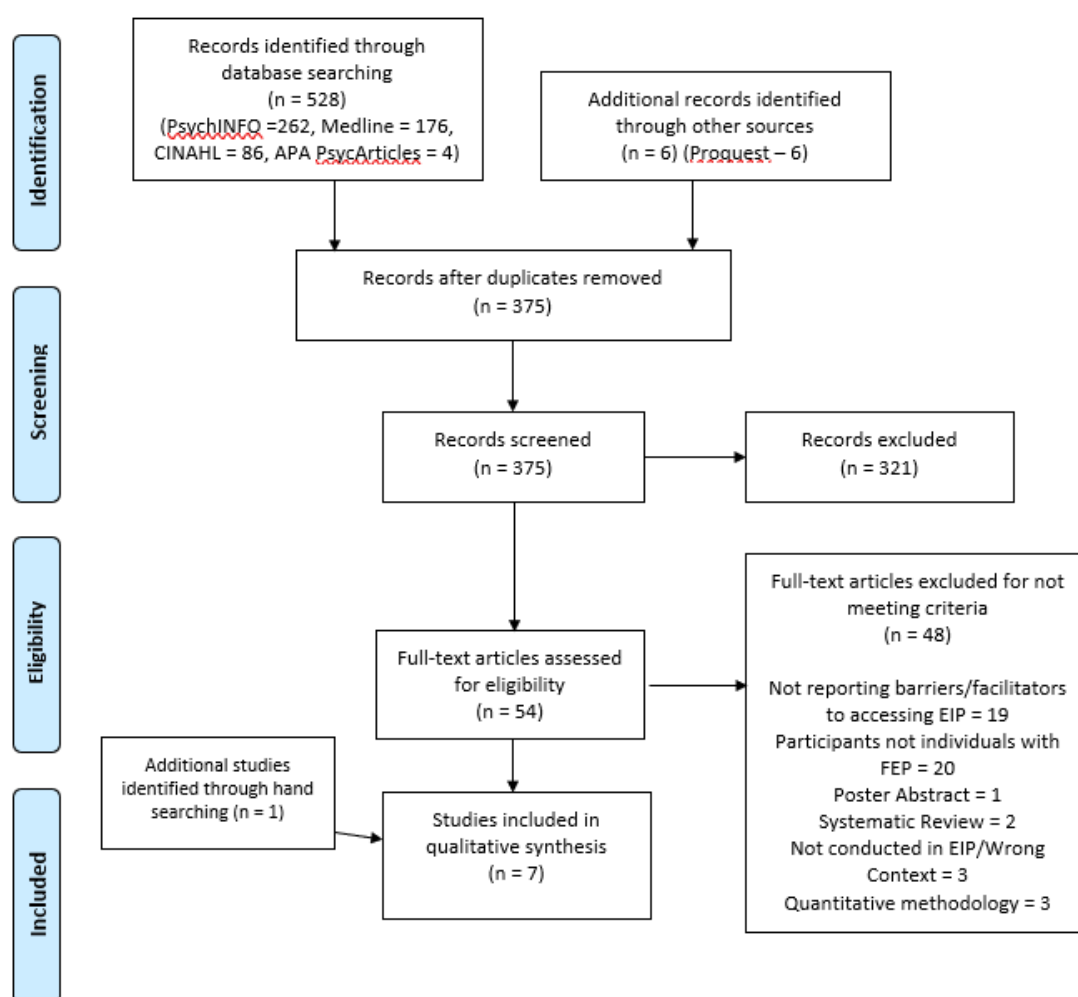 Identification
Records identified through
database searching
(n = 528)
(PsychINFO =262, Medline = 176,
CINAHL = 86, APA PsycArticles = 4)
Additional records identified
through other sources
(n = 6) (Proquest – 6)
Records after duplicates removed
(n = 375)
Screening
Records screened
(n = 375)
Records excluded
(n = 321)
Eligibility
Full-text articles assessed
for eligibility
(n = 54)
Full-text articles excluded for not
meeting criteria
(n = 48)
Not reporting barriers/facilitators
to accessing EIP = 19
Participants not individuals with
FEP = 20
Poster Abstract = 1
Systematic Review = 2
Not conducted in EIP/Wrong
Context = 3
Quantitative methodology = 3
Additional studies
identified through hand
searching (n = 1)
Included
Studies included in
qualitative synthesis
(n = 7)